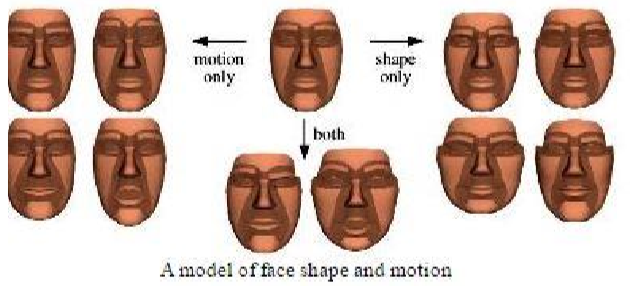 motion
only
shape
only
both
A model of face shape and motion